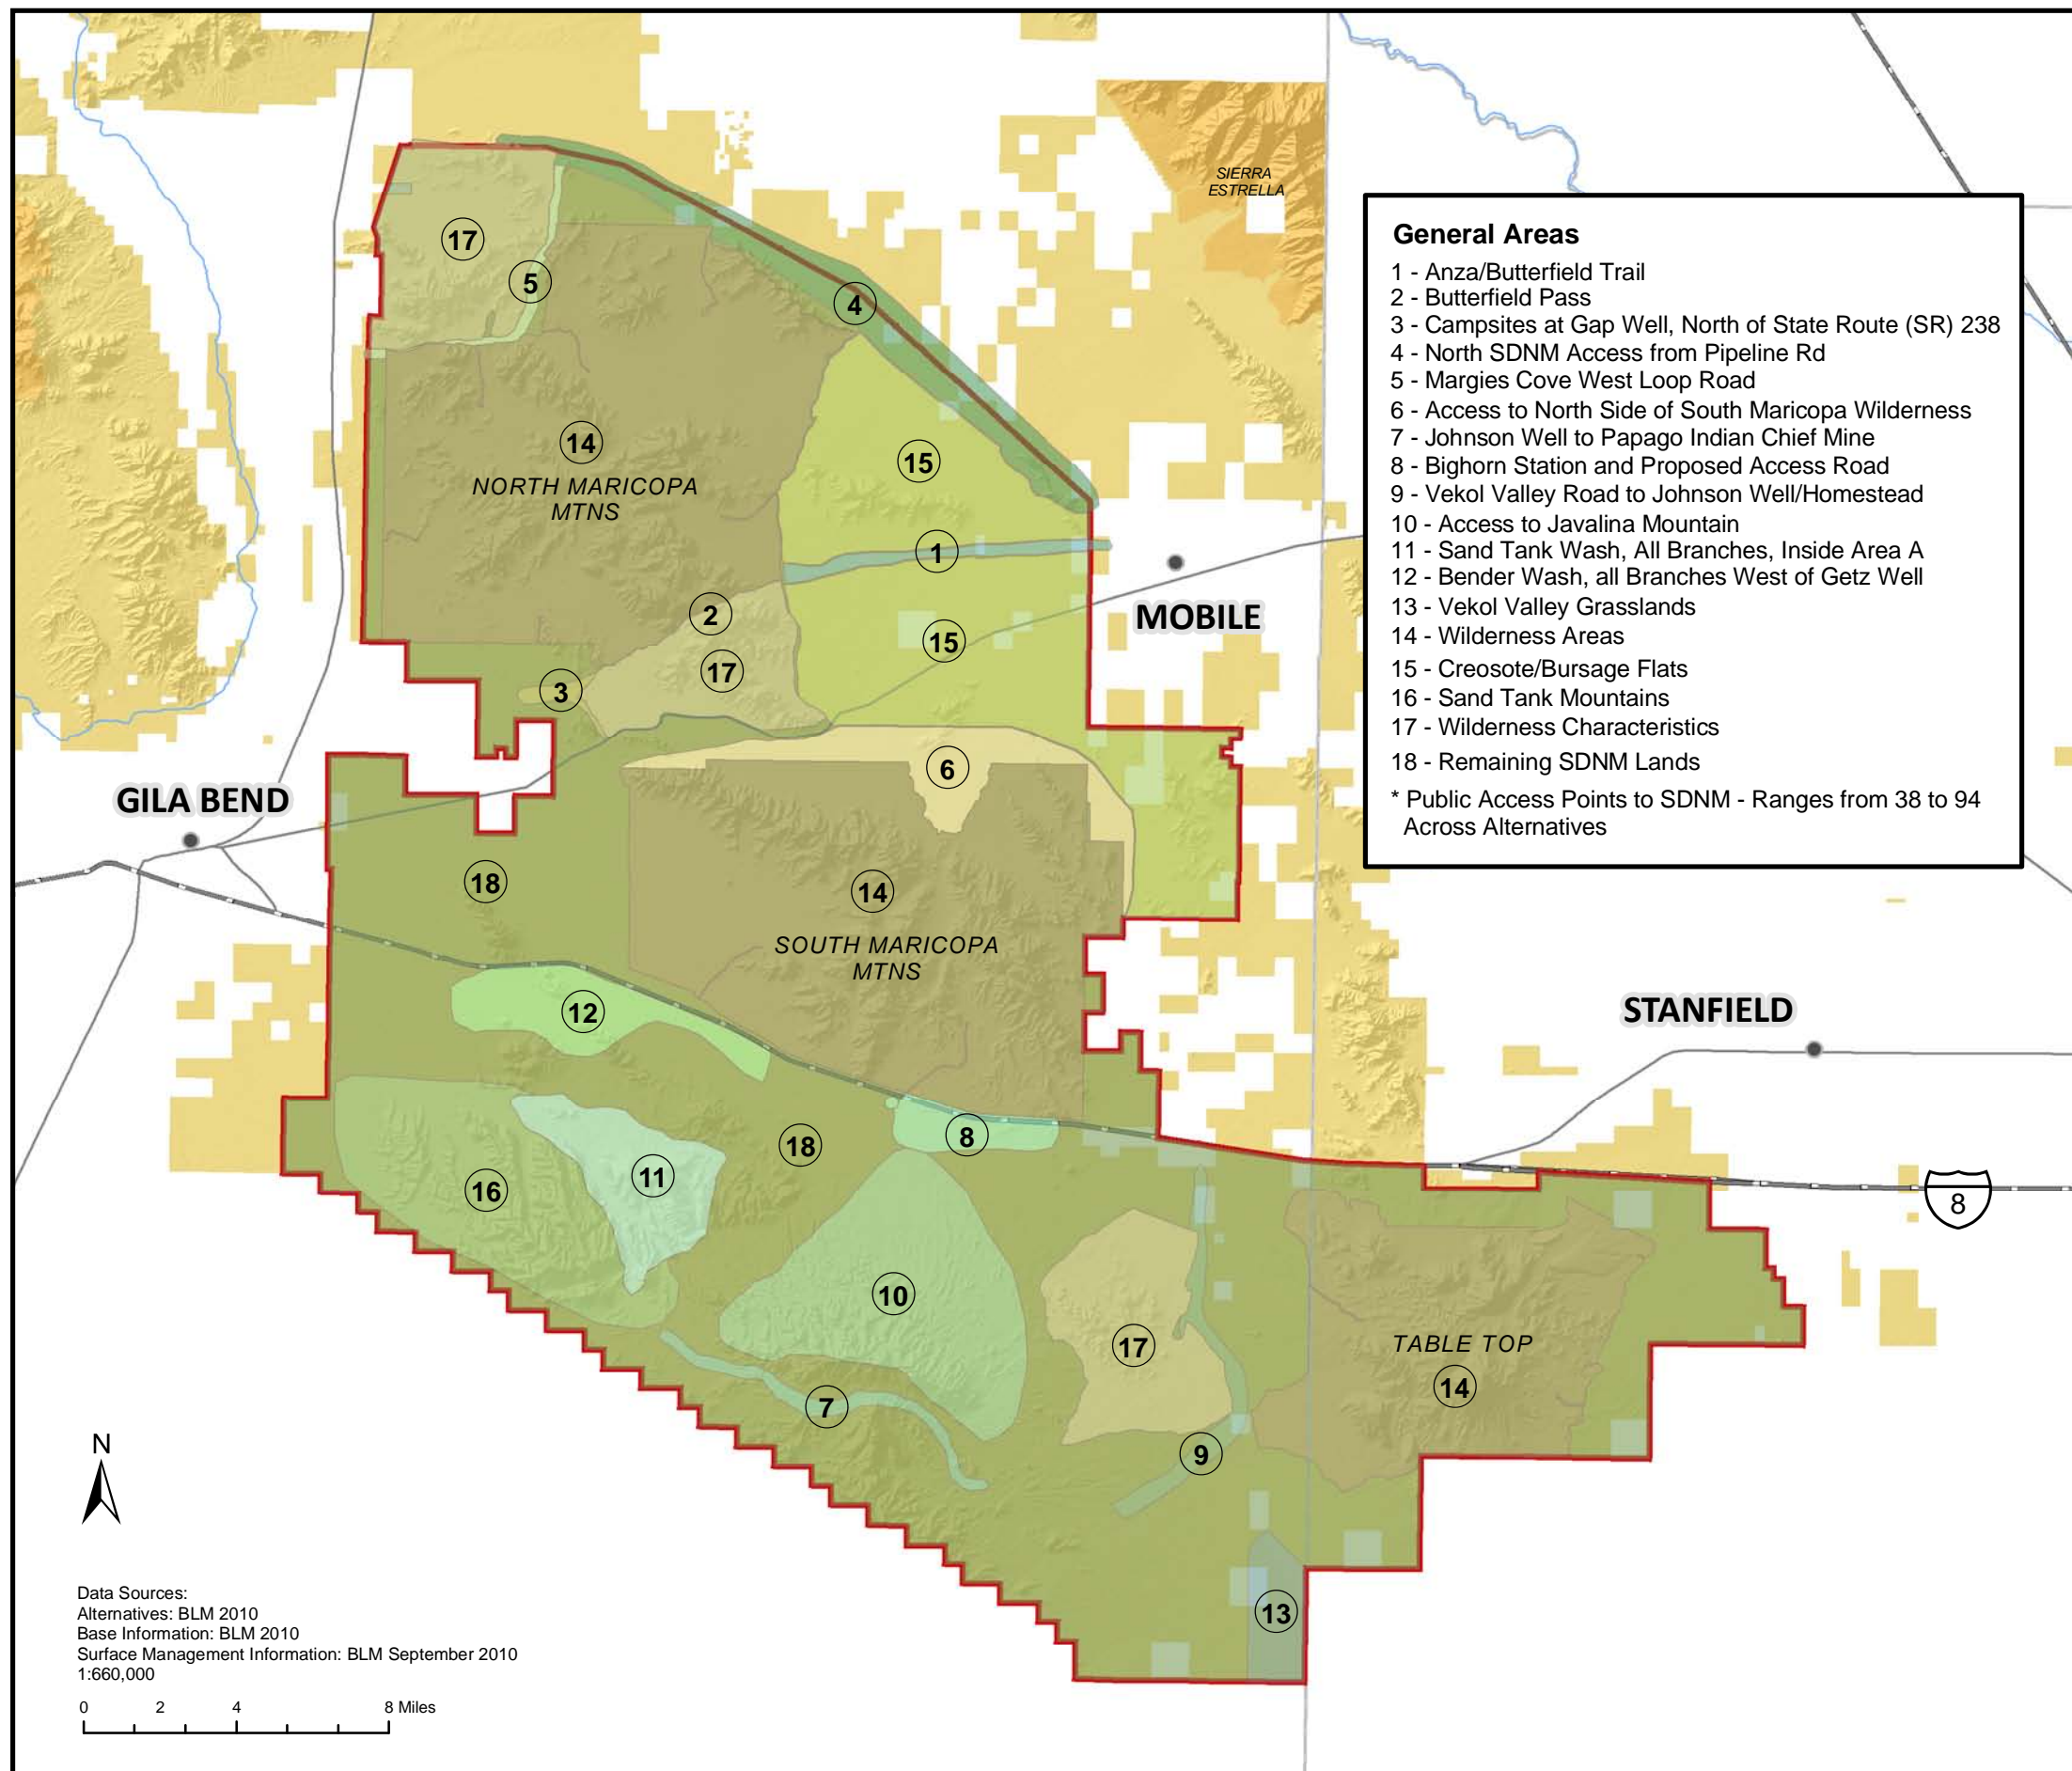 SIERRA
ESTRELLA
General Areas
1 - Anza/Butterfield Trail
2 - Butterfield Pass
3 - Campsites at Gap Well, North of State Route (SR) 238
4 - North SDNM Access from Pipeline Rd
5 - Margies Cove West Loop Road
6 - Access to North Side of South Maricopa Wilderness
7 - Johnson Well to Papago Indian Chief Mine
8 - Bighorn Station and Proposed Access Road
9 - Vekol Valley Road to Johnson Well/Homestead
10 - Access to Javalina Mountain
11 - Sand Tank Wash, All Branches, Inside Area A
12 - Bender Wash, all Branches West of Getz Well
13 - Vekol Valley Grasslands
14 - Wilderness Areas
15 - Creosote/Bursage Flats
16 - Sand Tank Mountains
17 - Wilderness Characteristics
18 - Remaining SDNM Lands
* Public Access Points to SDNM - Ranges from 38 to 94
Across Alternatives
17
5
4
14
NORTH MARICOPA
MTNS
15
1
2
MOBILE
15
17
3
6
GILA BEND
18
14
SOUTH MARICOPA
MTNS
STANFIELD
12
8
18
11
16
8
10
17
TABLE TOP
14
7
9
N
13
Data Sources:
Alternatives: BLM 2010
Base Information: BLM 2010
Surface Management Information: BLM September 2010
1:660,000
0 2 4 8 Miles